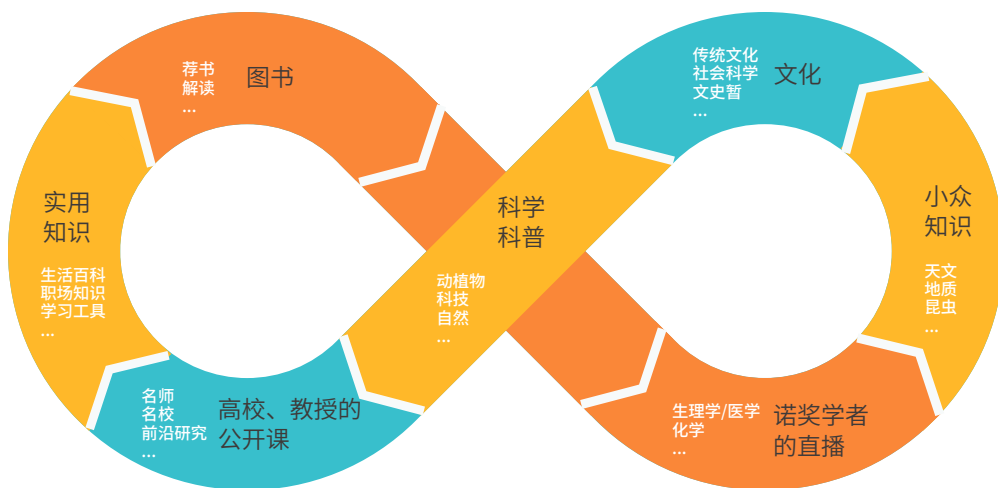 荐书
解读
...
图书
传统文化
社会科学
文史暂
...
文化
实用
知识
生活百科
职场知识
学习工具
...
科学
科普
动植物
科技
自然
...
小众
知识
天文
地质
昆虫
...
名师
名校
前沿研究
...
高校、教授的
公开课
生理学/医学
化学
...
诺奖学者
的直播